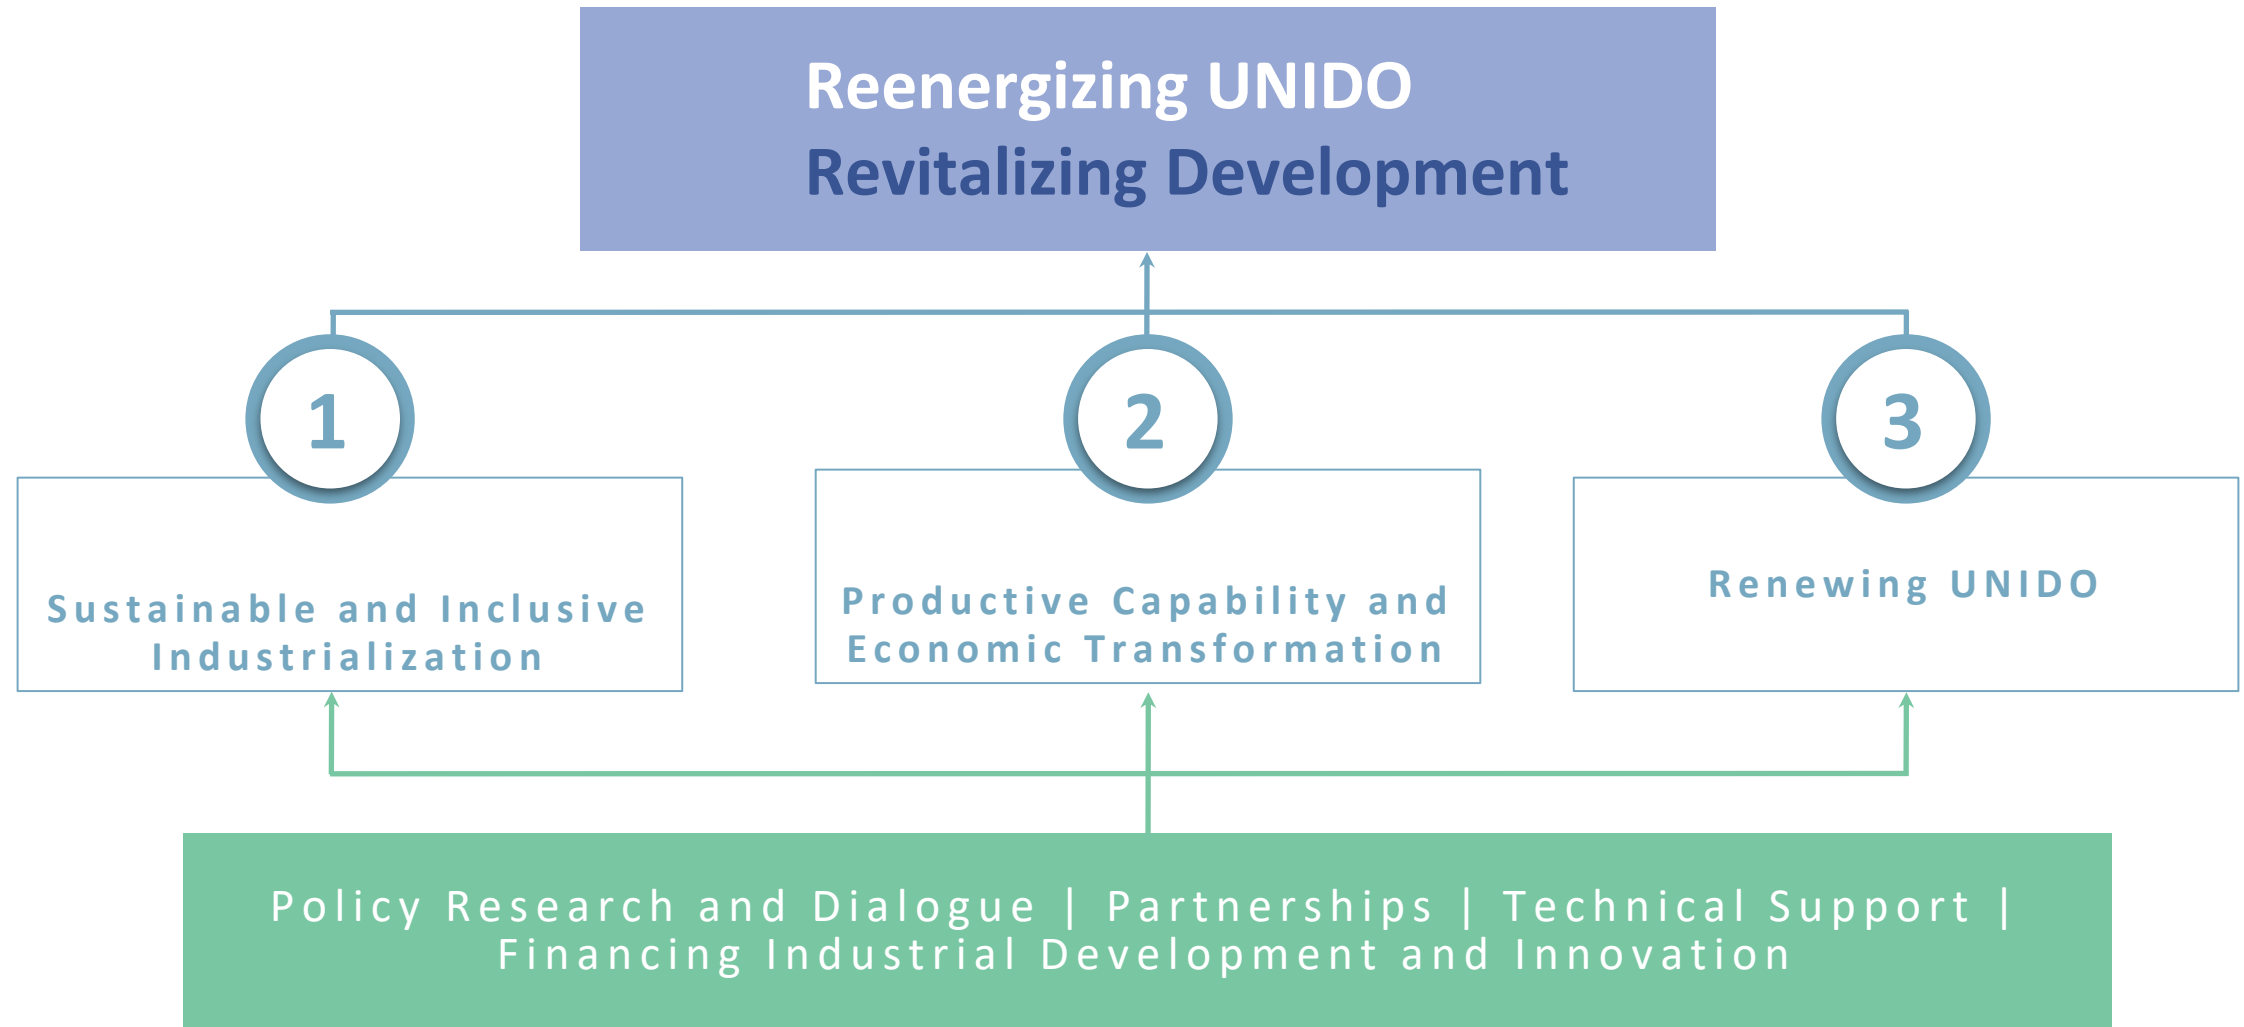 Reenergizing UNIDO
Revitalizing Development
1
2
3
Sustainable and Inclusive
Industrialization
Productive Capability and
Economic Transformation
Renewing UNIDO
Policy Research and Dialogue | Partnerships | Technical Support |
Financing Industrial Development and Innovation